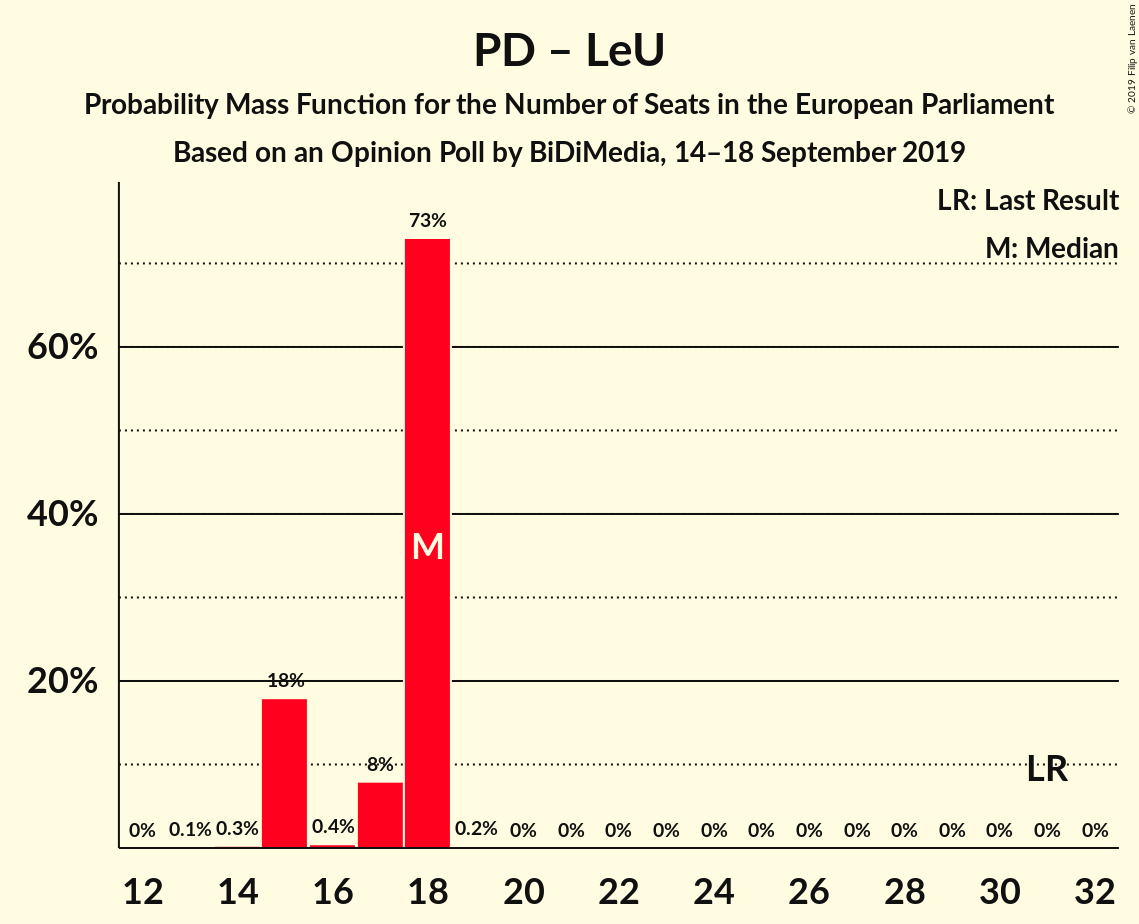 © 2019 Filip van Laenen
PD – LeU
Probability Mass Function for the Number of Seats in the European Parliament
Based on an Opinion Poll by BiDiMedia, 14–18 September 2019
LR: Last Result
M: Median
73%
60%
40%
M
20%
18%
8%
LR
0% 0.1% 0.3% 0.4% 0.2% 0% 0% 0% 0% 0% 0% 0% 0% 0% 0% 0% 0% 0%
12 14 16 18 20 22 24 26 28 30 32